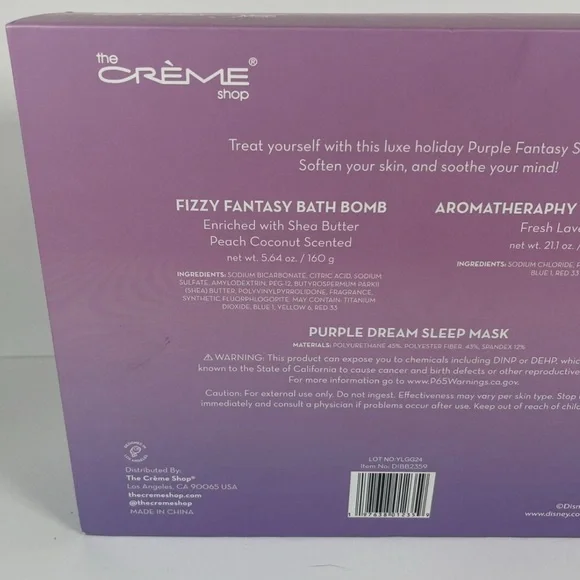 the
CRÈME®
shop
Treat yourself with this luxe holiday Purple Fantasy S
Soften your skin, and soothe your mind!
FIZZY FANTASY BATH BOMB
Enriched with Shea Butter
Peach Coconut Scented
net wt. 5.64 oz. / 160 g
INGREDIENTS: SODIUM BICARBONATE, CITRIC ACID, SODIUM
SULFATE, AMYLODEXTRIN, PEG-12, BUTYROSPERMUM PARKII
(SHEA) BUTTER, POLYVINYLPYRROLIDONE, FRAGRANCE,
SYNTHETIC FLUORPHLOGOPITE. MAY CONTAIN: TITANIUM
DIOXIDE, BLUE 1, YELLOW 6, RED 33
AROMATHERAPHY
Fresh Lave
net wt. 21.1 oz. /
INGREDIENTS: SODIUM CHLORIDE, F
BLUE 1, RED 33
PURPLE DREAM SLEEP MASK
MATERIALS: POLYURETHANE 45%, POLYESTER FIBER, 43%, SPANDEX 12%
⚠WARNING: This product can expose you to chemicals including DINP or DEHP, whic
known to the State of California to cause cancer and birth defects or other reproductive
For more information go to www.P65Warnings.ca.gov.
Caution: For external use only. Do not ingest. Effectiveness may vary per skin type. Stop
immediately and consult a physician if problems occur after use. Keep out of reach of child
Distributed By:
The Crème Shop®
Los Angeles, CA 90065 USA
thecremeshop.com
@thecremeshop
MADE IN CHINA
LOT NO:YLGG24
Item No: DIBB2359
©Disn
www.disney.co